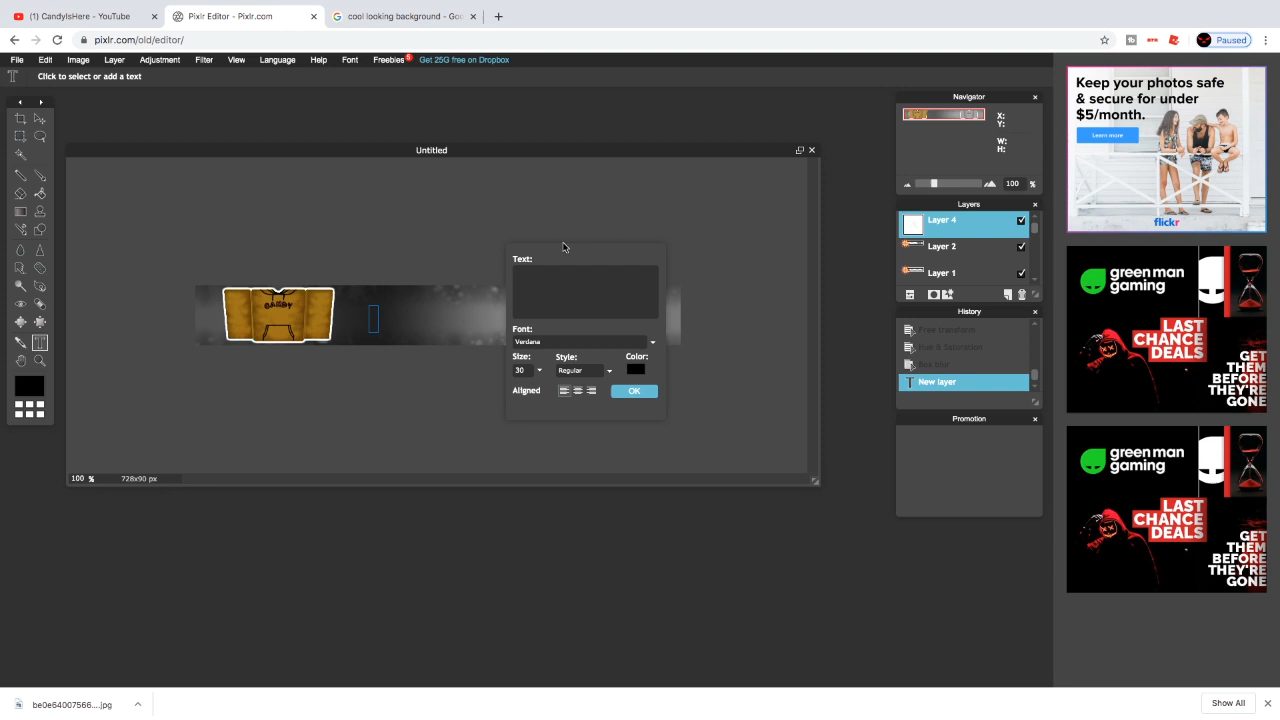 (1) CandyIsHere - YouTube
Pixlr Editor - Pixlr.com
cool looking background - Goo
pixlr.com/old/editor/
Paused
File Edit Image Layer Adjustment Filter View Language Help Font Freebies Get 25G free on Dropbox
Click to select or add a text
Untitled
CANDY
100 % 728x90 px
Text:
Font:
Verdana
Size: Style: Color:
30 Regular
Aligned OK
Navigator
X:
Y:
W:
H:
100 %
Layers
Layer 4
Layer 2
Layer 1
History
Free transform
Hue & Saturation
Box blur
New layer
Promotion
Keep your photos safe
& secure for under
$5/month.
Learn more
flickr
green man
gaming
LAST
CHANCE
DEALS
GET
THEM
BEFORE
THEY'RE
GONE
green man
gaming
LAST
CHANCE
DEALS
GET
THEM
BEFORE
THEY'RE
GONE
be0e64007566....jpg
Show All